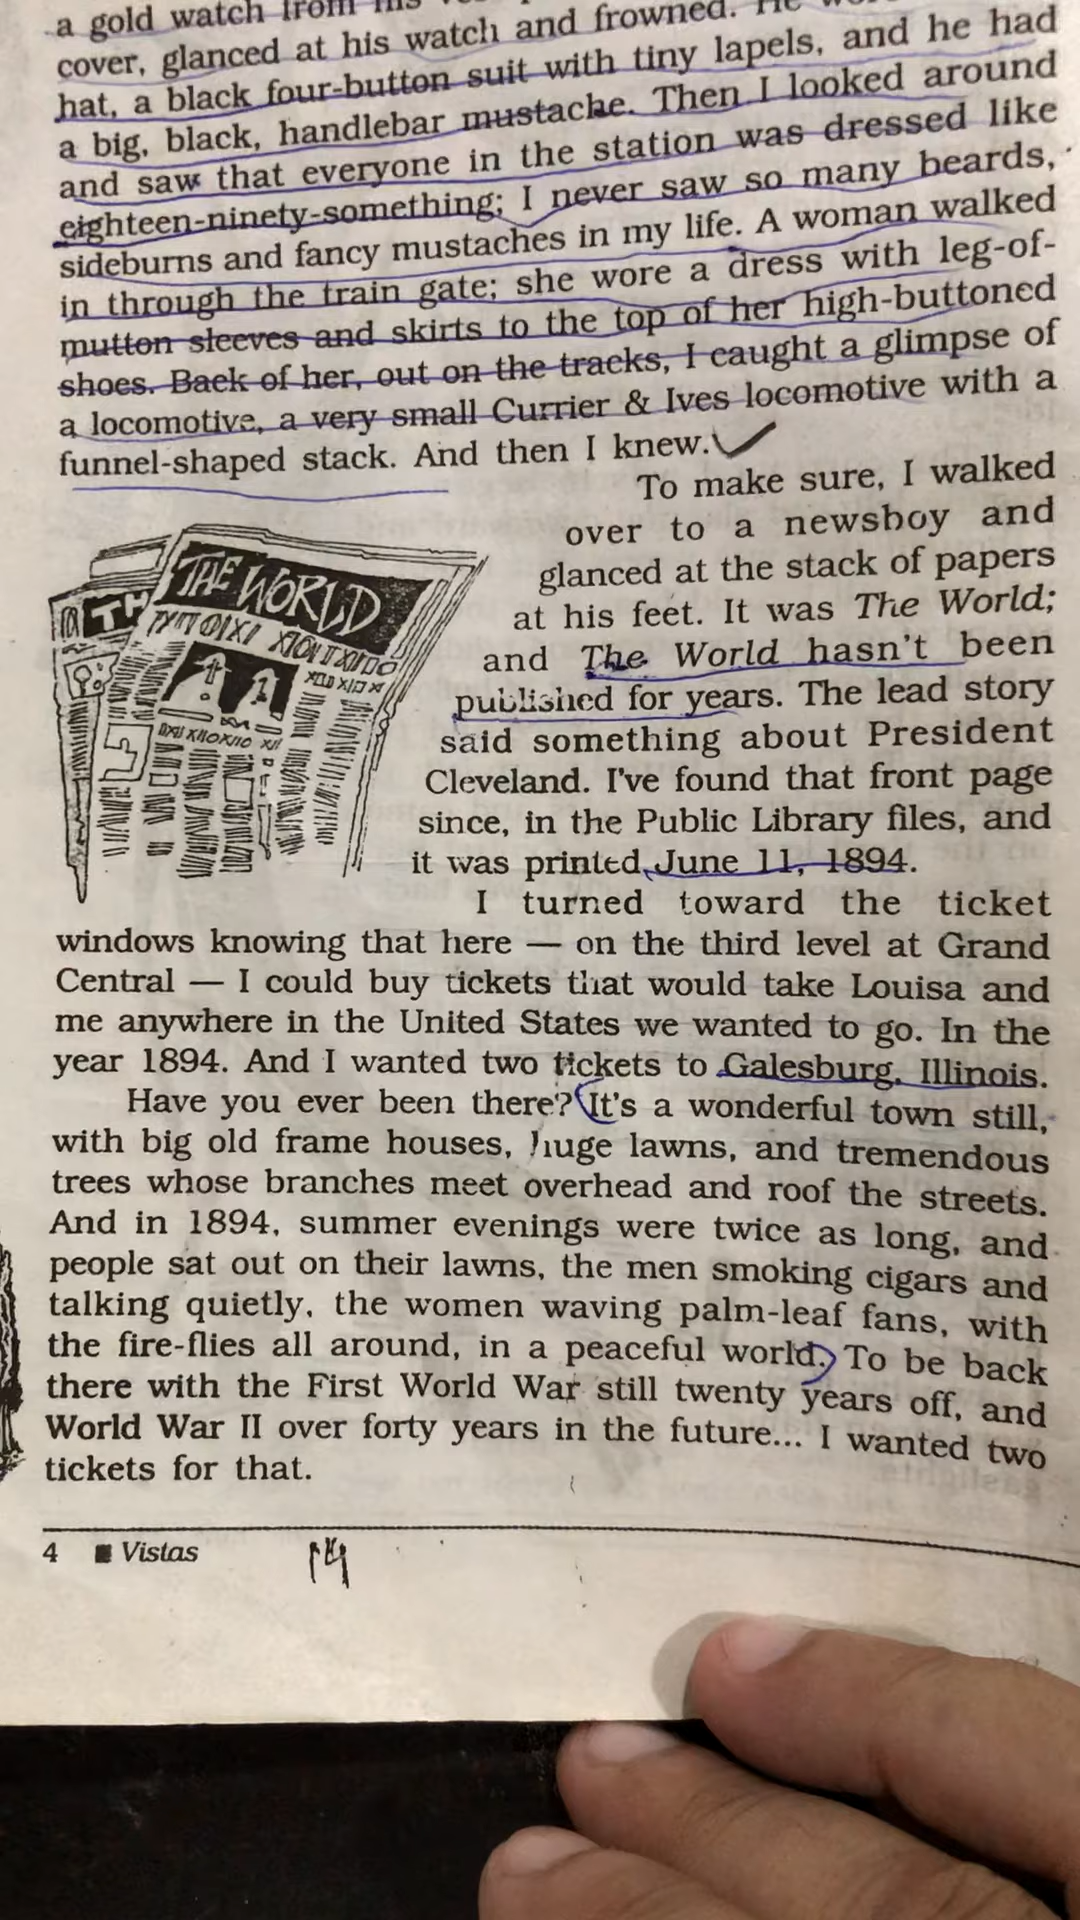 a gold watch from his
cover, glanced at his watch and frowned. He
hat, a black four-button suit with tiny lapels, and he had
a big, black, handlebar mustache. Then I looked around
and saw that everyone in the station was dressed like
eighteen-ninety-something; I never saw so many beards,
sideburns and fancy mustaches in my life. A woman walked
in through the train gate; she wore a dress with leg-of-
mutton sleeves and skirts to the top of her high-buttoned
shoes. Back of her, out on the tracks, I caught a glimpse of
a locomotive, a very small Currier & Ives locomotive with a
funnel-shaped stack. And then I knew.
To make sure, I walked
over to a newsboy and
glanced at the stack of papers
at his feet. It was The World;
and The World hasn't been
published for years. The lead story
said something about President
Cleveland. I've found that front page
since, in the Public Library files, and
it was printed June 11, 1894.
THE WORLD
TH
I turned toward the ticket
windows knowing that here — on the third level at Grand
Central — I could buy tickets that would take Louisa and
me anywhere in the United States we wanted to go. In the
year 1894. And I wanted two tickets to Galesburg, Illinois.
Have you ever been there? It's a wonderful town still,
with big old frame houses, huge lawns, and tremendous
trees whose branches meet overhead and roof the streets.
And in 1894, summer evenings were twice as long, and
people sat out on their lawns, the men smoking cigars and
talking quietly, the women waving palm-leaf fans, with
the fire-flies all around, in a peaceful world. To be back
there with the First World War still twenty years off, and
World War II over forty years in the future... I wanted two
tickets for that.
4 ■ Vistas